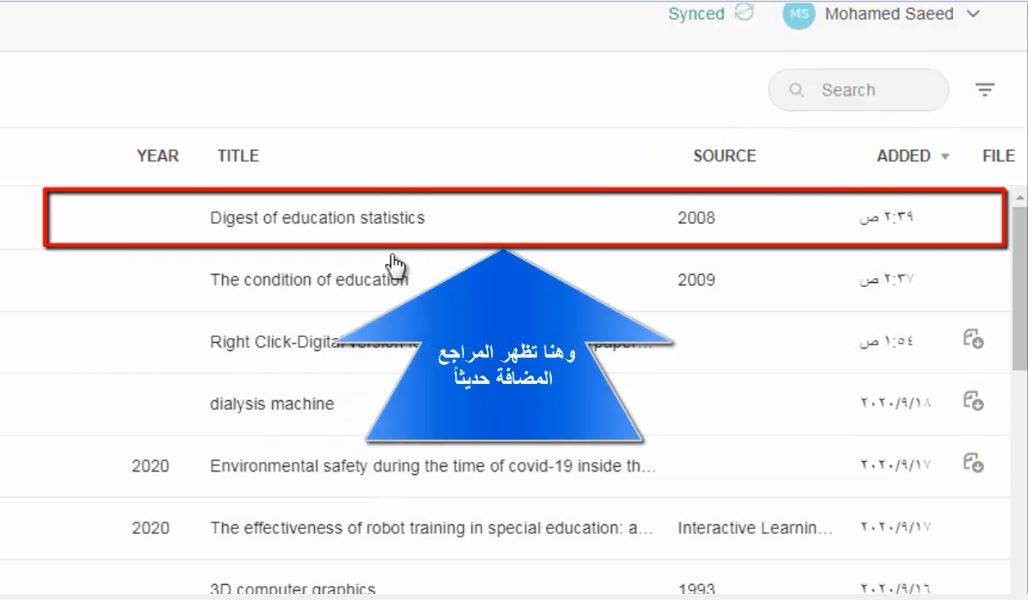 Synced MS Mohamed Saeed
Search
YEAR TITLE SOURCE ADDED FILE
Digest of education statistics 2008 ٢:٣٩ ص
The condition of education 2009 ٢:٣٧ ص
Right Click-Digital paper... ١:٥٤ ص
وهنا تظهر المراجع
المضافة حديثاً
dialysis machine ٢٠٢٠/٩/١٨
2020 Environmental safety during the time of covid-19 inside th... ٢٠٢٠/٩/١٧
2020 The effectiveness of robot training in special education: a... Interactive Learnin... ٢٠٢٠/٩/١٧
3D computer graphics 1993 ٢٠٢٠/٩/١٦